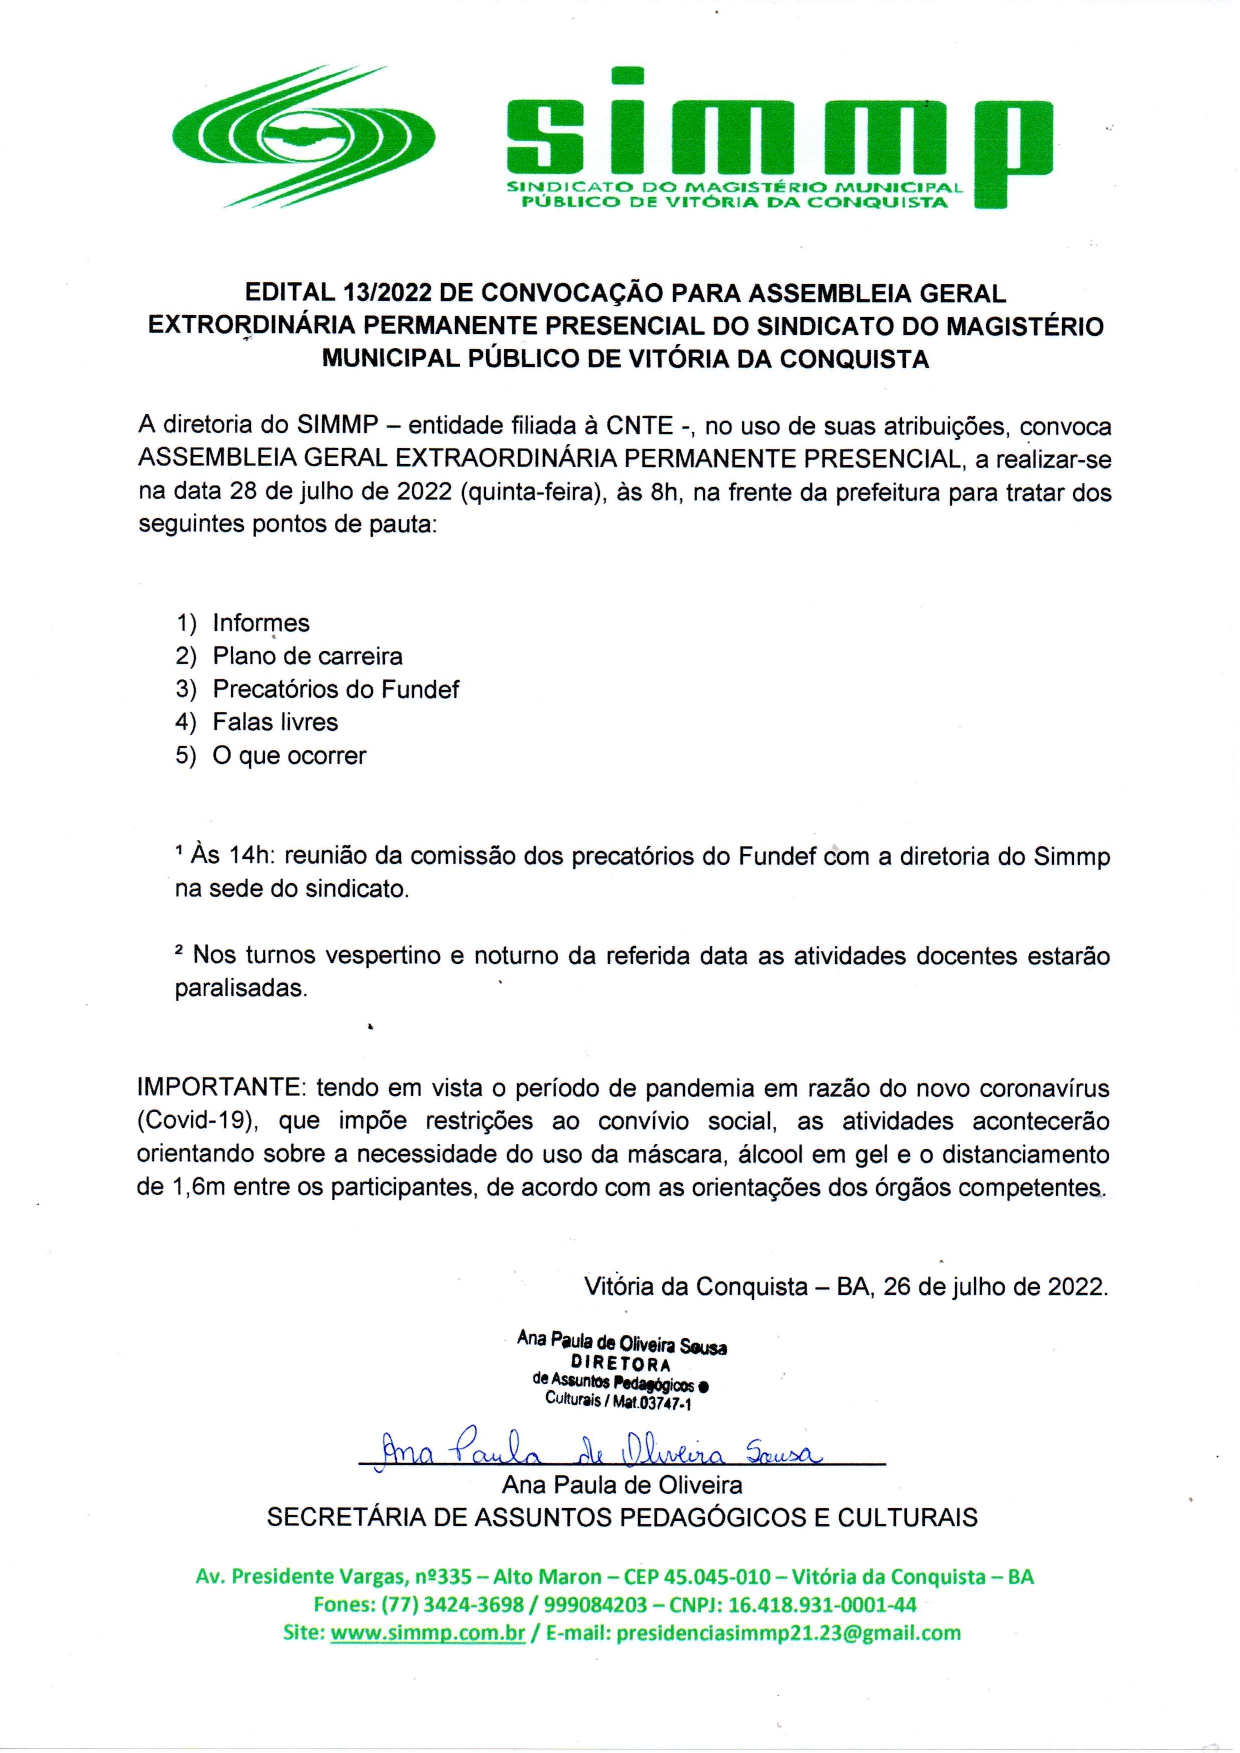 simmp
SINDICATO DO MAGISTÉRIO MUNICIPAL
PÚBLICO DE VITÓRIA DA CONQUISTA
EDITAL 13/2022 DE CONVOCAÇÃO PARA ASSEMBLEIA GERAL
EXTRORDINÁRIA PERMANENTE PRESENCIAL DO SINDICATO DO MAGISTÉRIO
MUNICIPAL PÚBLICO DE VITÓRIA DA CONQUISTA
A diretoria do SIMMP – entidade filiada à CNTE -, no uso de suas atribuições, convoca
ASSEMBLEIA GERAL EXTRAORDINÁRIA PERMANENTE PRESENCIAL, a realizar-se
na data 28 de julho de 2022 (quinta-feira), às 8h, na frente da prefeitura para tratar dos
seguintes pontos de pauta:
1) Informes
2) Plano de carreira
3) Precatórios do Fundef
4) Falas livres
5) O que ocorrer
¹ Às 14h: reunião da comissão dos precatórios do Fundef com a diretoria do Simmp
na sede do sindicato.
² Nos turnos vespertino e noturno da referida data as atividades docentes estarão
paralisadas.
IMPORTANTE: tendo em vista o período de pandemia em razão do novo coronavírus
(Covid-19), que impõe restrições ao convívio social, as atividades acontecerão
orientando sobre a necessidade do uso da máscara, álcool em gel e o distanciamento
de 1,6m entre os participantes, de acordo com as orientações dos órgãos competentes.
Vitória da Conquista – BA, 26 de julho de 2022.
Ana Paula de Oliveira Sousa
DIRETORA
de Assuntos Pedagógicos e
Culturais / Mat.03747-1
Ana Paula de Oliveira Sousa
Ana Paula de Oliveira
SECRETÁRIA DE ASSUNTOS PEDAGÓGICOS E CULTURAIS
Av. Presidente Vargas, nº335 – Alto Maron – CEP 45.045-010 – Vitória da Conquista – BA
Fones: (77) 3424-3698 / 999084203 – CNPJ: 16.418.931-0001-44
Site: www.simmp.com.br / E-mail: presidenciasimmp21.23@gmail.com